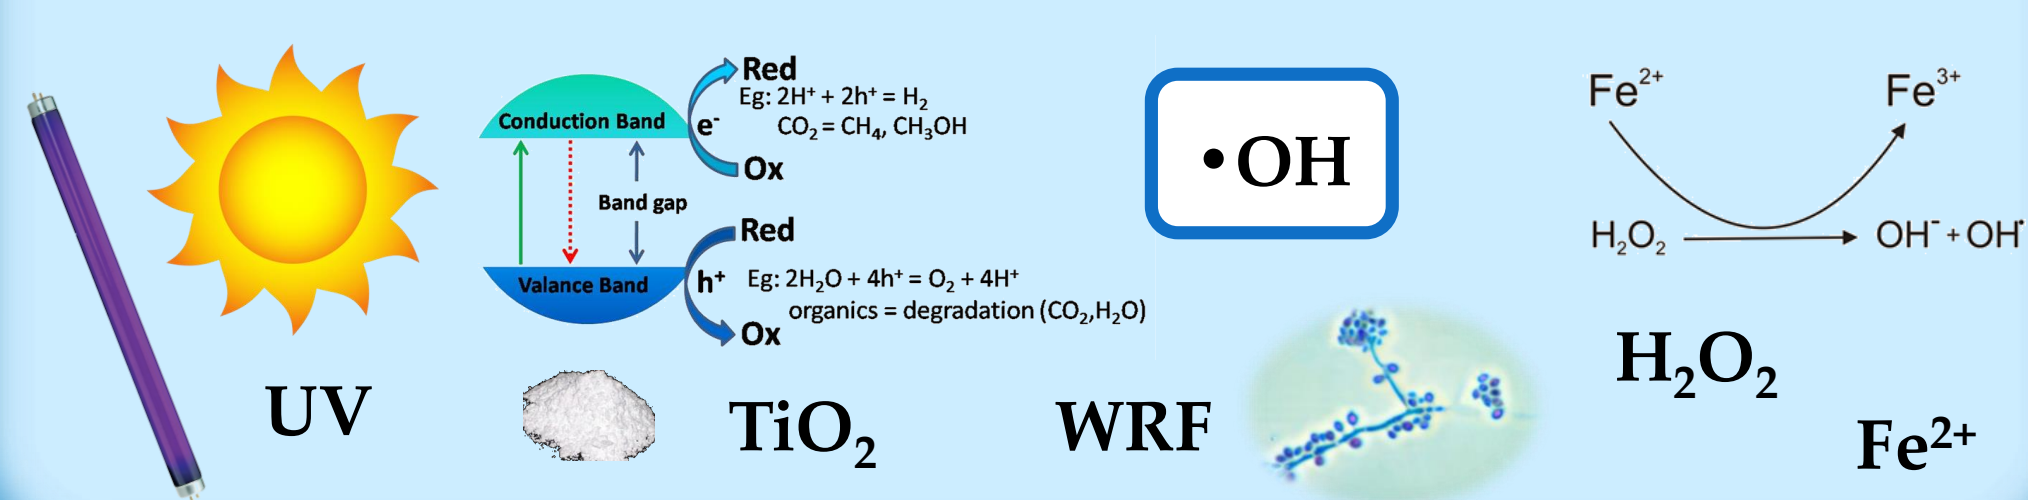 UV
Conduction Band
Band gap
Valance Band
e⁻
Red
Eg: 2H⁺ + 2h⁺ = H₂
CO₂ = CH₄, CH₃OH
Ox
Red
h⁺
Eg: 2H₂O + 4h⁺ = O₂ + 4H⁺
organics = degradation (CO₂,H₂O)
Ox
TiO₂
•OH
WRF
Fe²⁺ Fe³⁺
H₂O₂ OH⁻ + OH•
H₂O₂
Fe²⁺